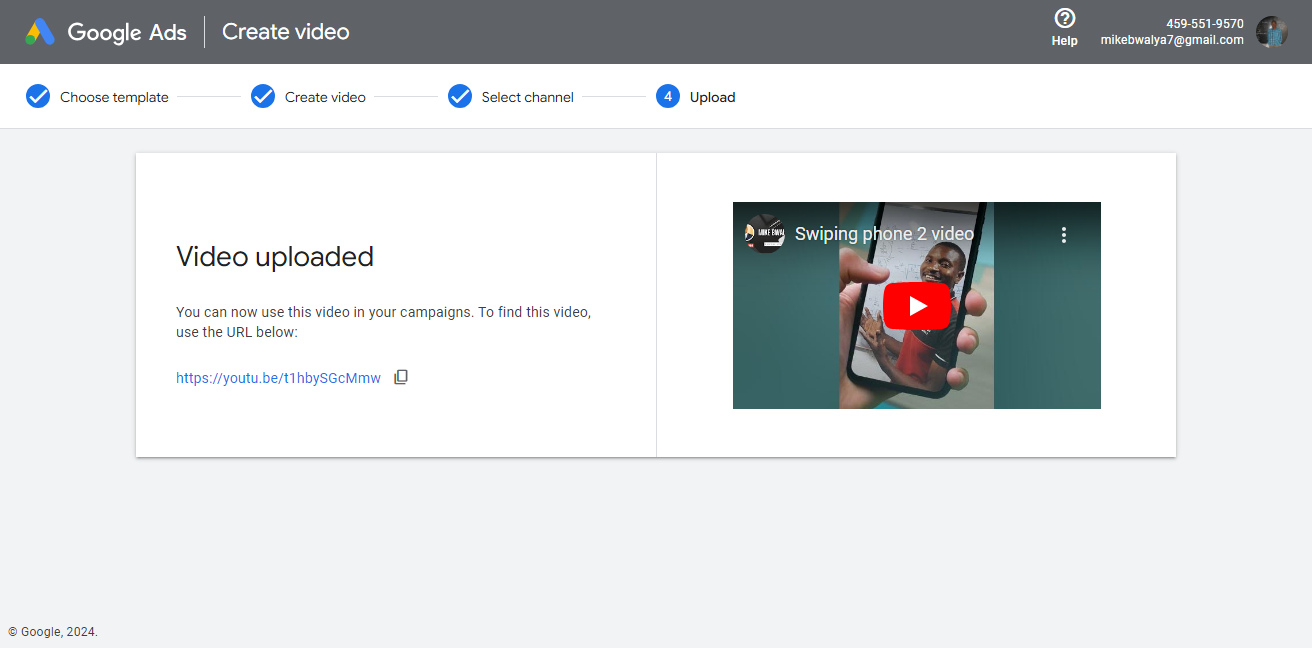 Google Ads
Create video
Help
459-551-9570
mikebwalya7@gmail.com
Choose template
Create video
Select channel
4
Upload
Video uploaded
You can now use this video in your campaigns. To find this video,
use the URL below:
https://youtu.be/t1hbySGcMmw
MIKE BWAL
Swiping phone 2 video
© Google, 2024.